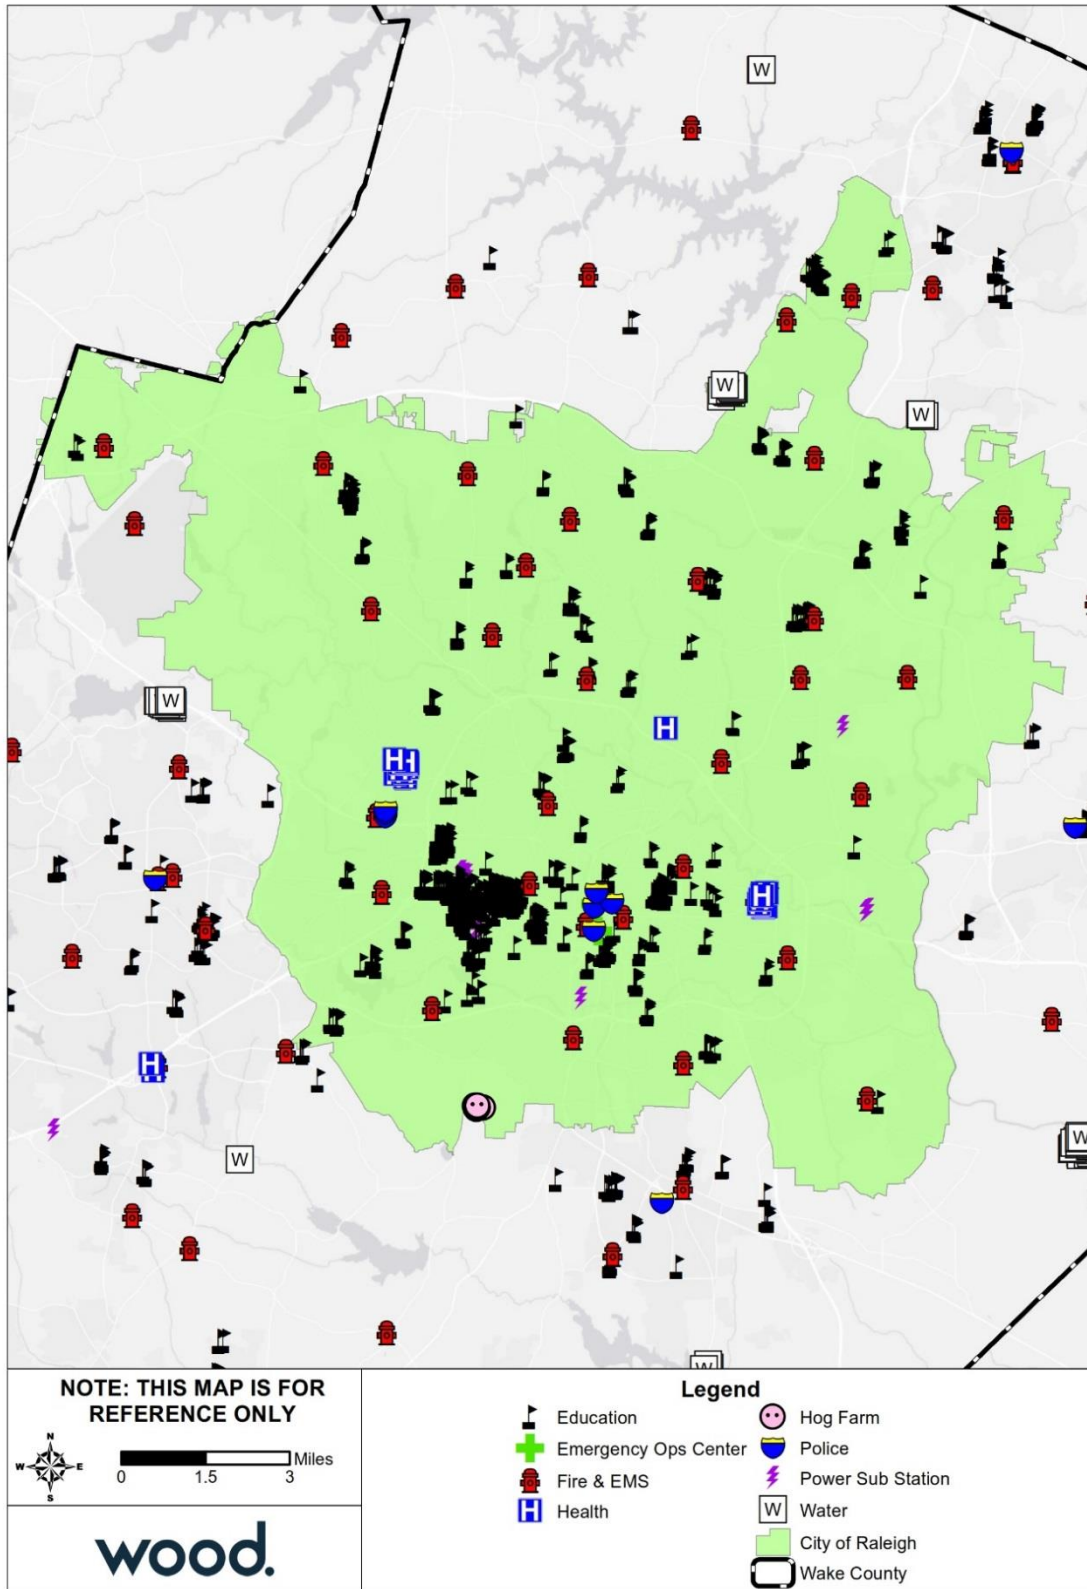 W
W
W
W
H
H
H
W
H
W
W
W
NOTE: THIS MAP IS FOR
REFERENCE ONLY
N
W E
S
0 1.5 3 Miles
wood.
Legend
Education
Emergency Ops Center
Fire & EMS
H Health
Hog Farm
Police
Power Sub Station
W Water
City of Raleigh
Wake County